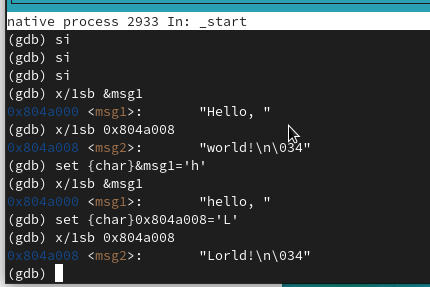 native process 2933 In: _start
(gdb) si
(gdb) si
(gdb) si
(gdb) x/1sb &msg1
0x804a000 <msg1>: "Hello, "
(gdb) x/1sb 0x804a008
0x804a008 <msg2>: "world!\n\034"
(gdb) set {char}&msg1='h'
(gdb) x/1sb &msg1
0x804a000 <msg1>: "hello, "
(gdb) set {char}0x804a008='L'
(gdb) x/1sb 0x804a008
0x804a008 <msg2>: "Lorld!\n\034"
(gdb)